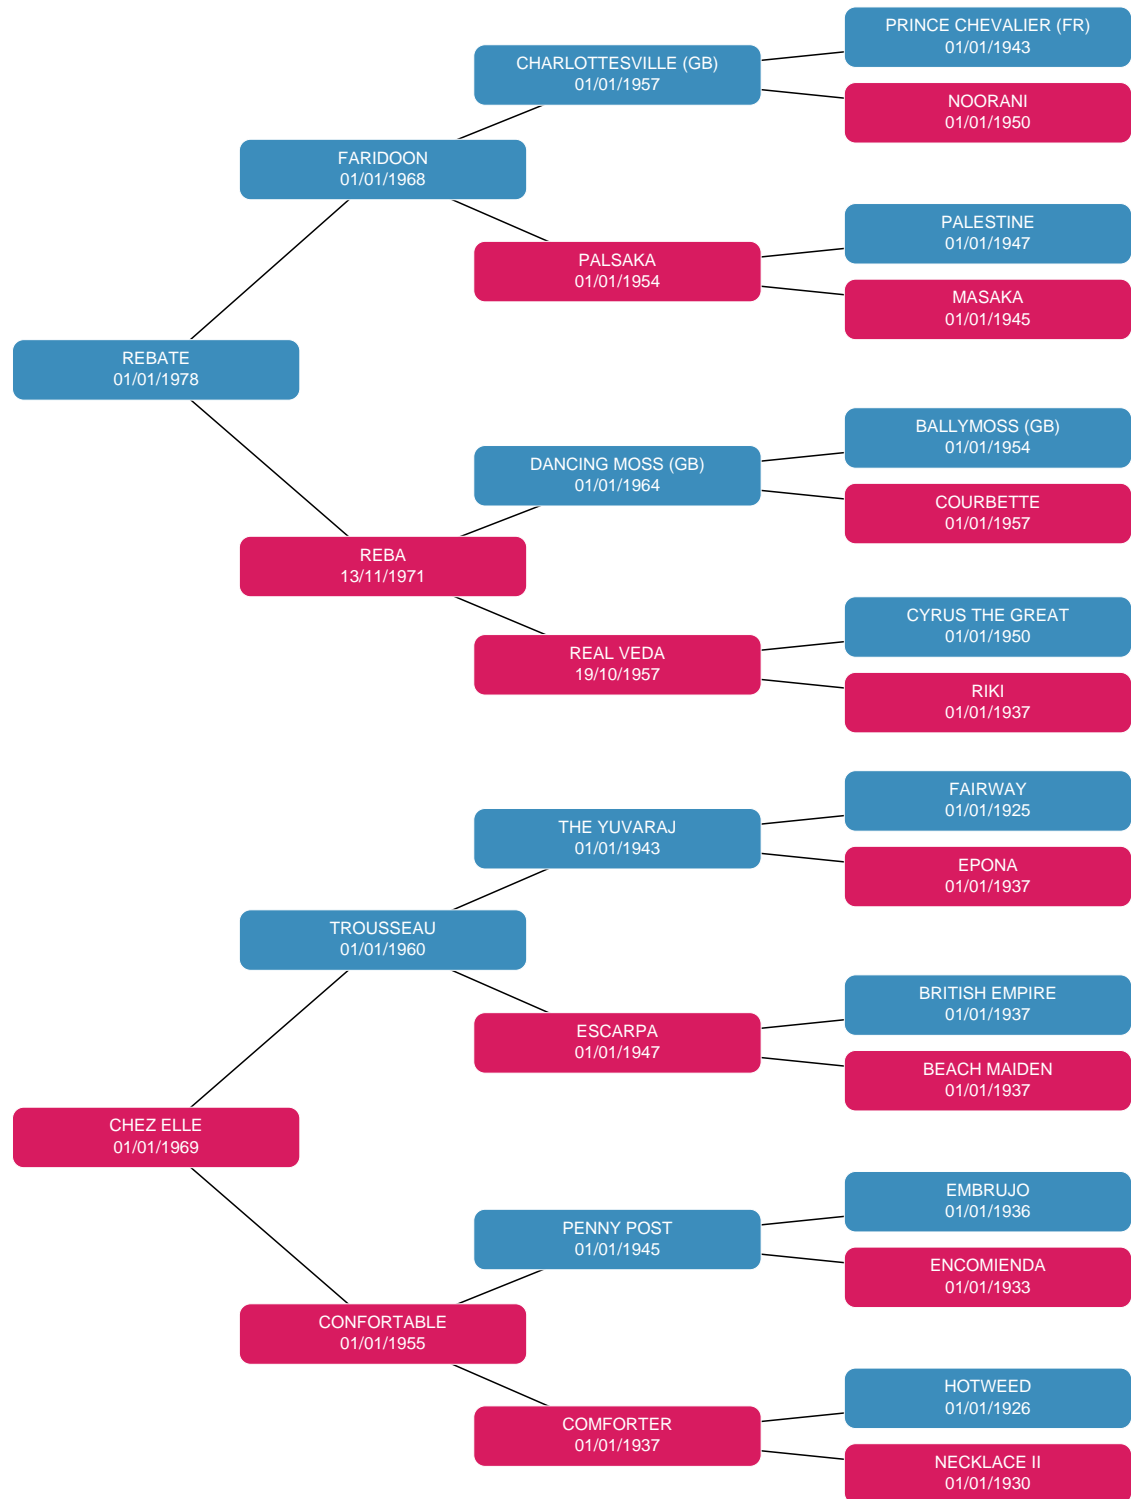 PRINCE CHEVALIER (FR)
01/01/1943
CHARLOTTESVILLE (GB)
01/01/1957
NOORANI
01/01/1950
FARIDOON
01/01/1968
PALESTINE
01/01/1947
PALSAKA
01/01/1954
MASAKA
01/01/1945
REBATE
01/01/1978
BALLYMOSS (GB)
01/01/1954
DANCING MOSS (GB)
01/01/1964
COURBETTE
01/01/1957
REBA
13/11/1971
CYRUS THE GREAT
01/01/1950
REAL VEDA
19/10/1957
RIKI
01/01/1937
FAIRWAY
01/01/1925
THE YUVARAJ
01/01/1943
EPONA
01/01/1937
TROUSSEAU
01/01/1960
BRITISH EMPIRE
01/01/1937
ESCARPA
01/01/1947
BEACH MAIDEN
01/01/1937
CHEZ ELLE
01/01/1969
EMBRUJO
01/01/1936
PENNY POST
01/01/1945
ENCOMIENDA
01/01/1933
CONFORTABLE
01/01/1955
HOTWEED
01/01/1926
COMFORTER
01/01/1937
NECKLACE II
01/01/1930